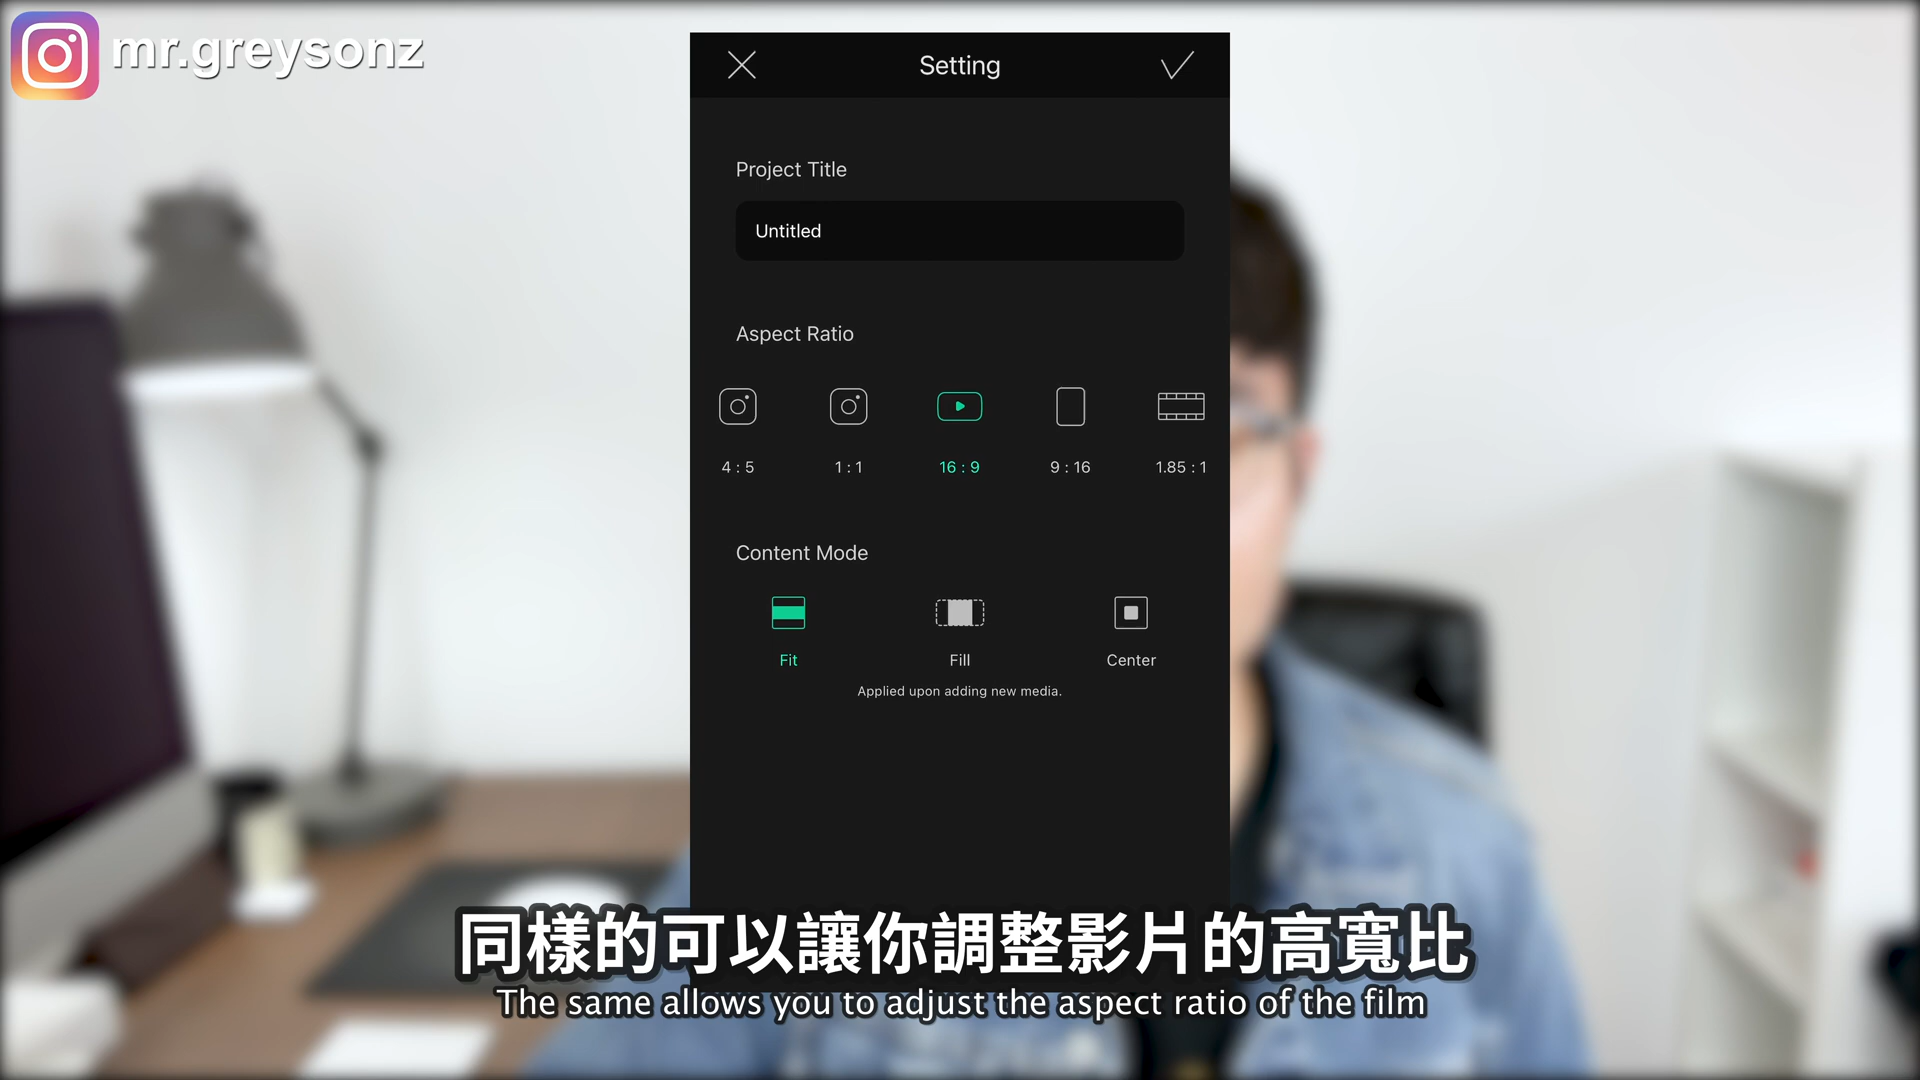 mr.greysonz
Setting
Project Title
Untitled
Aspect Ratio
4 : 5
1 : 1
16 : 9
9 : 16
1.85 : 1
Content Mode
Fit
Fill
Center
Applied upon adding new media.
同樣的可以讓你調整影片的高寬比
The same allows you to adjust the aspect ratio of the film